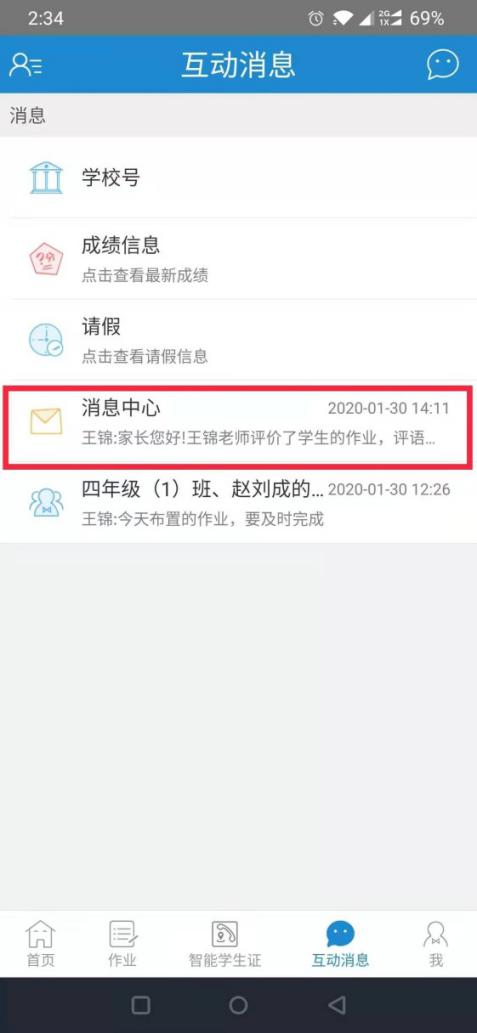 2:34
2G 1X 69%
互动消息
消息
学校号
成绩信息
点击查看最新成绩
请假
点击查看请假信息
消息中心 2020-01-30 14:11
王锦:家长您好!王锦老师评价了学生的作业，评语...
四年级（1）班、赵刘成的... 2020-01-30 12:26
王锦:今天布置的作业，要及时完成
首页 作业 智能学生证 互动消息 我